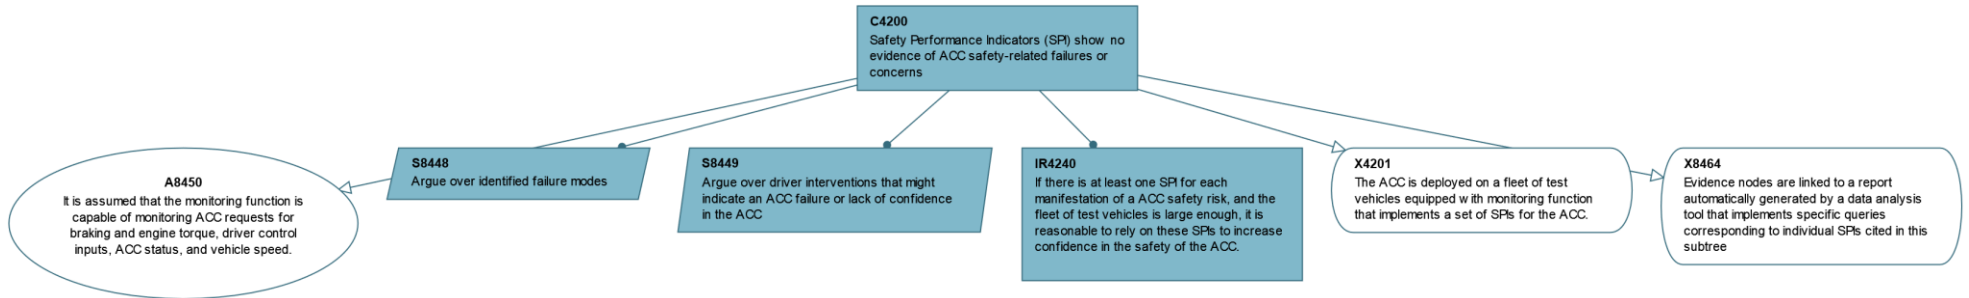 C4200
Safety Performance Indicators (SPI) show no
evidence of ACC safety-related failures or
concerns
A8450
It is assumed that the monitoring function is
capable of monitoring ACC requests for
braking and engine torque, driver control
inputs, ACC status, and vehicle speed.
S8448
Argue over identified failure modes
S8449
Argue over driver interventions that might
indicate an ACC failure or lack of confidence
in the ACC
IR4240
If there is at least one SPI for each
manifestation of a ACC safety risk, and the
fleet of test vehicles is large enough, it is
reasonable to rely on these SPIs to increase
confidence in the safety of the ACC.
X4201
The ACC is deployed on a fleet of test
vehicles equipped with monitoring function
that implements a set of SPIs for the ACC.
X8464
Evidence nodes are linked to a report
automatically generated by a data analysis
tool that implements specific queries
corresponding to individual SPIs cited in this
subtree